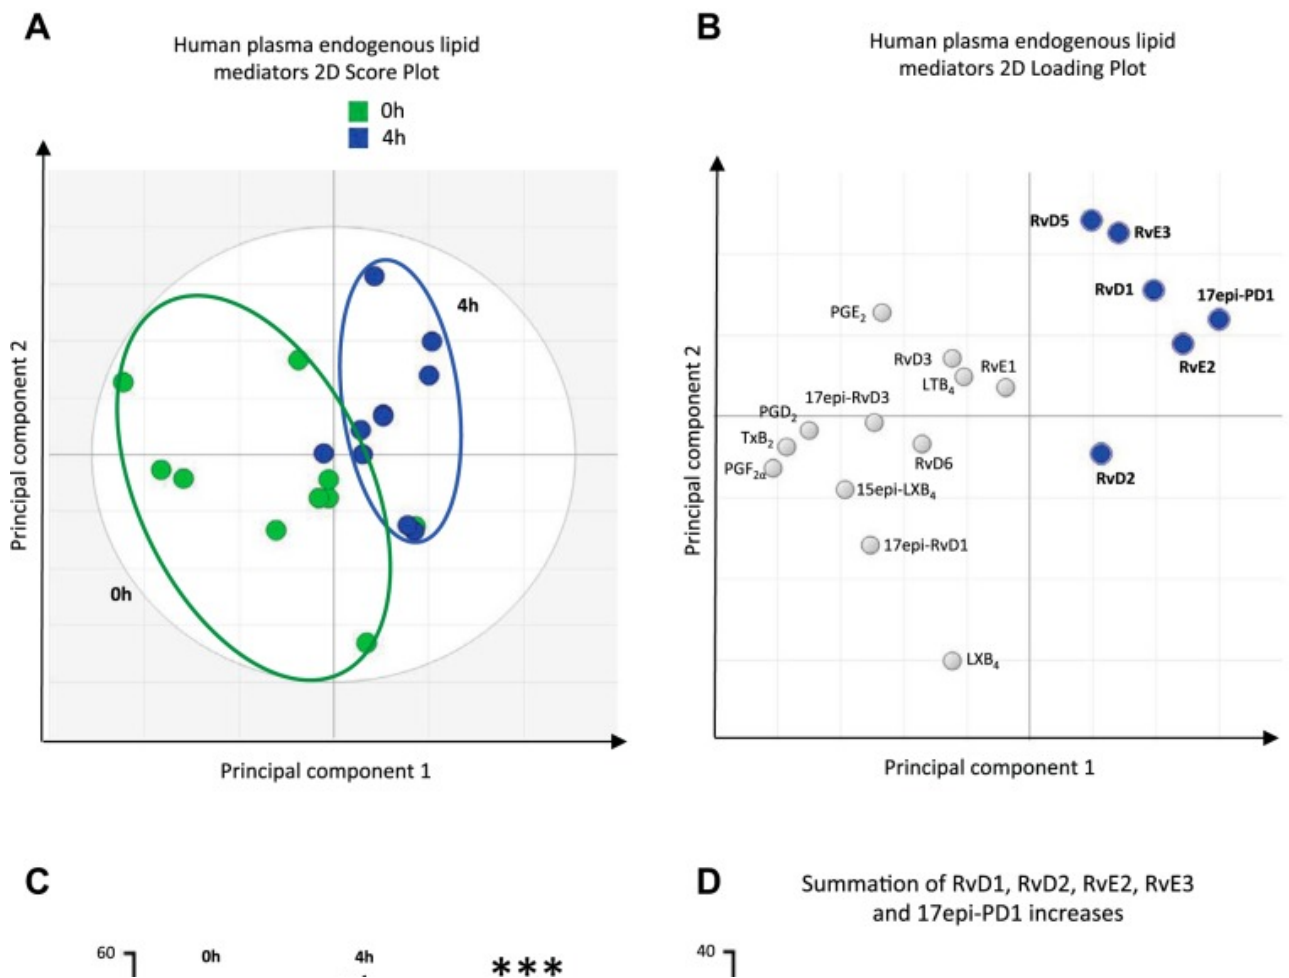 A
Human plasma endogenous lipid
mediators 2D Score Plot
0h
4h
Principal component 2
4h
0h
Principal component 1
B
Human plasma endogenous lipid
mediators 2D Loading Plot
Principal component 2
RvD5
RvE3
RvD1
17epi-PD1
RvE2
PGE₂
RvD3
RvE1
LTB₄
17epi-RvD3
PGD₂
TxB₂
PGF₂α
RvD6
RvD2
15epi-LXB₄
17epi-RvD1
LXB₄
Principal component 1
C
60
0h
4h
***
D
Summation of RvD1, RvD2, RvE2, RvE3
and 17epi-PD1 increases
40